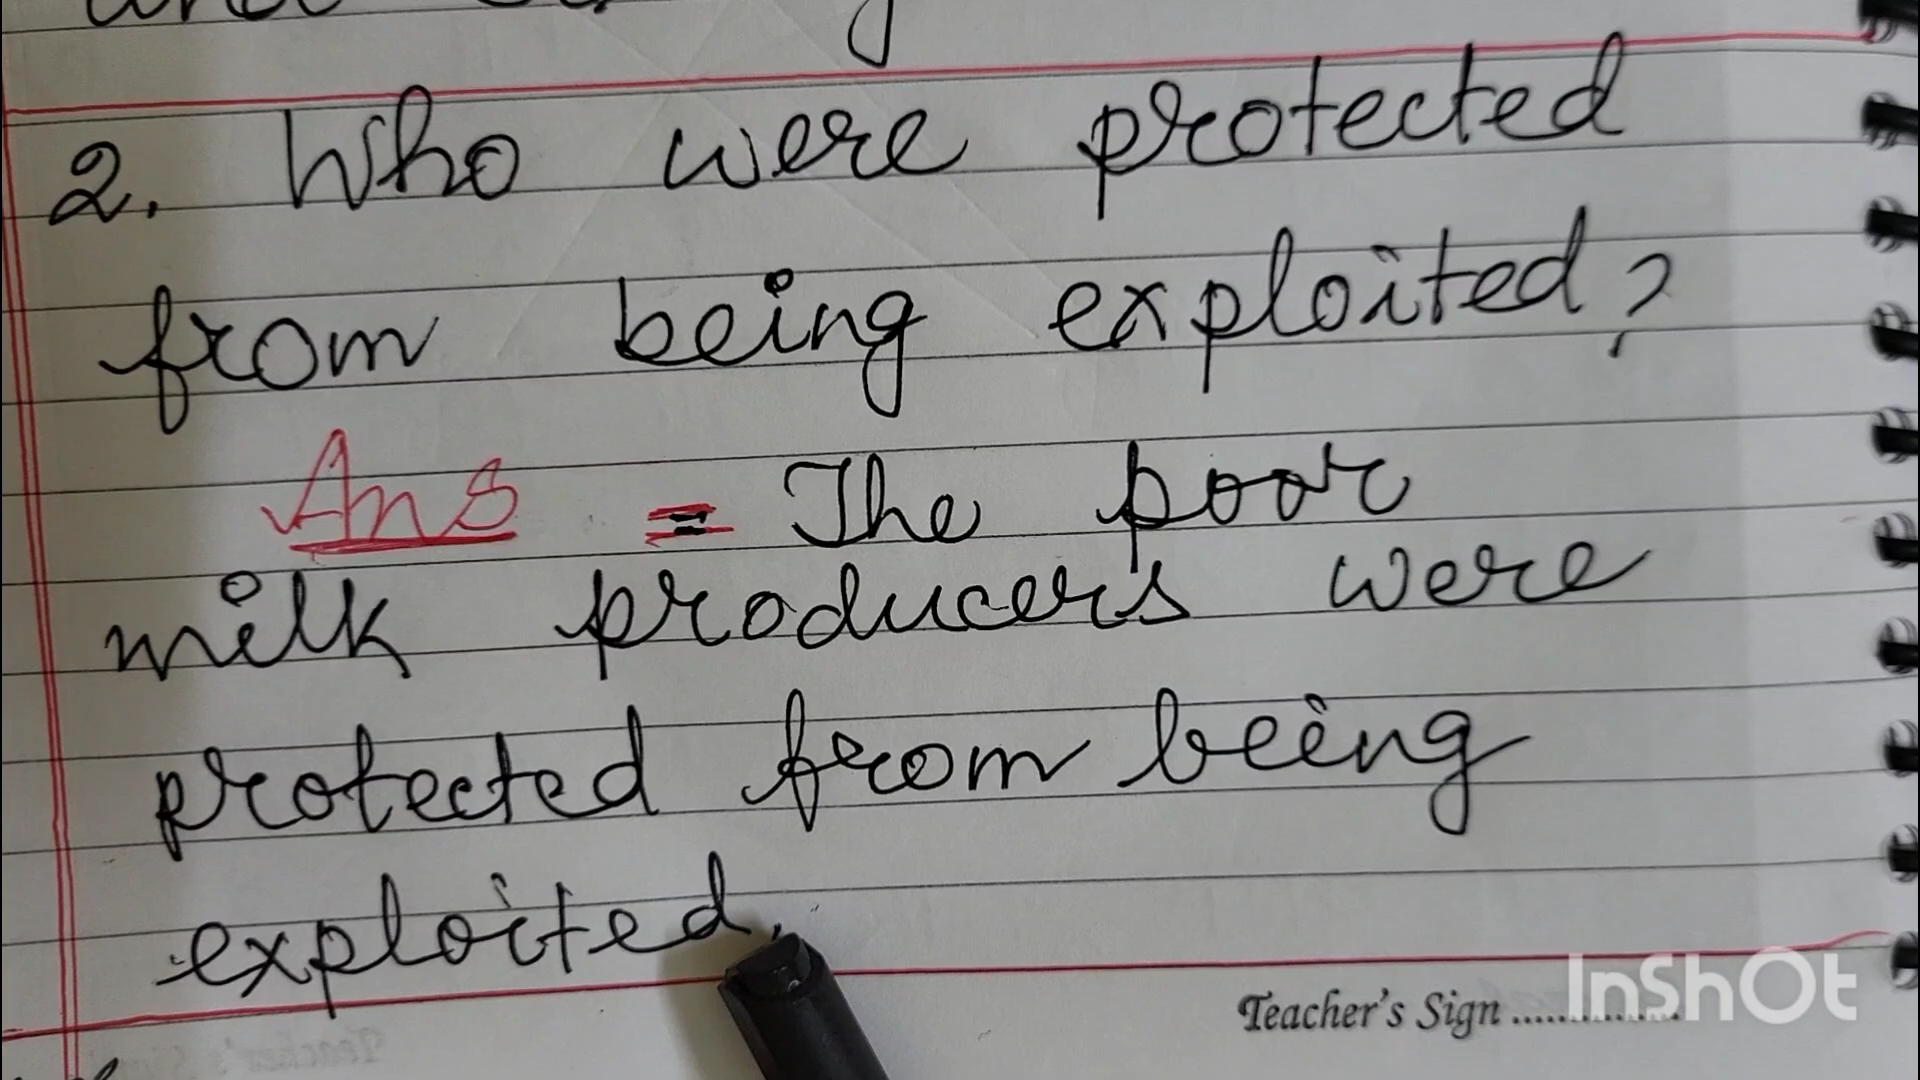 2. Who were protected
from being exploited?
Ans = The poor
milk producers were
protected from being
exploited.
Teacher's Sign ...............
InShOt